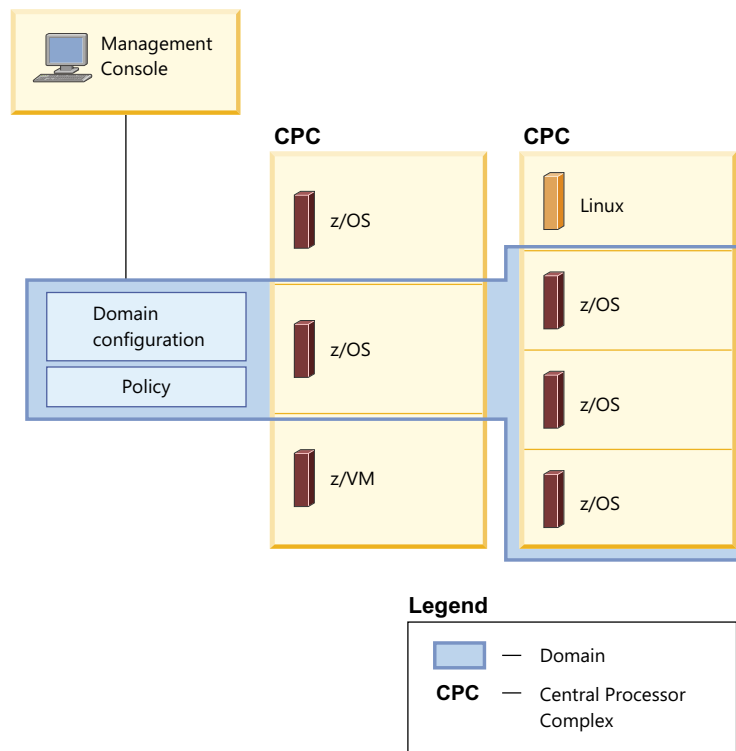 Management
Console
CPC
CPC
z/OS
Linux
Domain
configuration
Policy
z/OS
z/VM
z/OS
z/OS
z/OS
Legend
— Domain
CPC — Central Processor
Complex